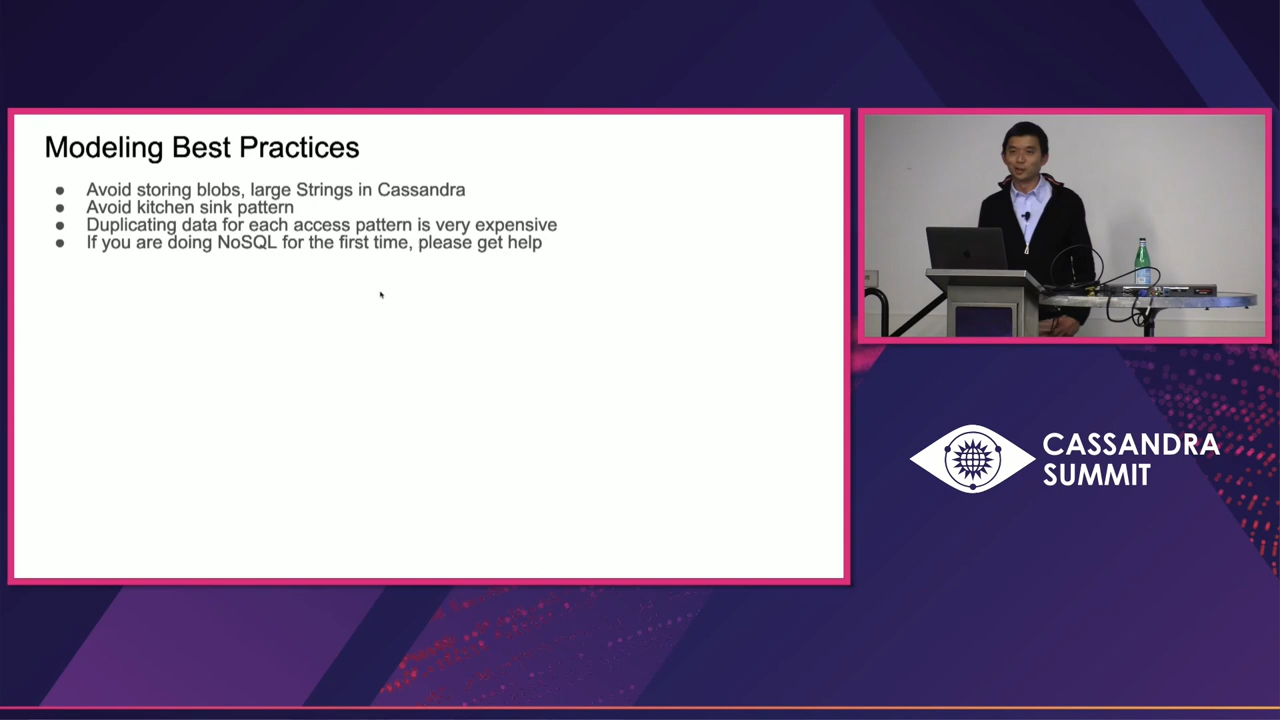 Modeling Best Practices
● Avoid storing blobs, large Strings in Cassandra
● Avoid kitchen sink pattern
● Duplicating data for each access pattern is very expensive
● If you are doing NoSQL for the first time, please get help
CASSANDRA
SUMMIT